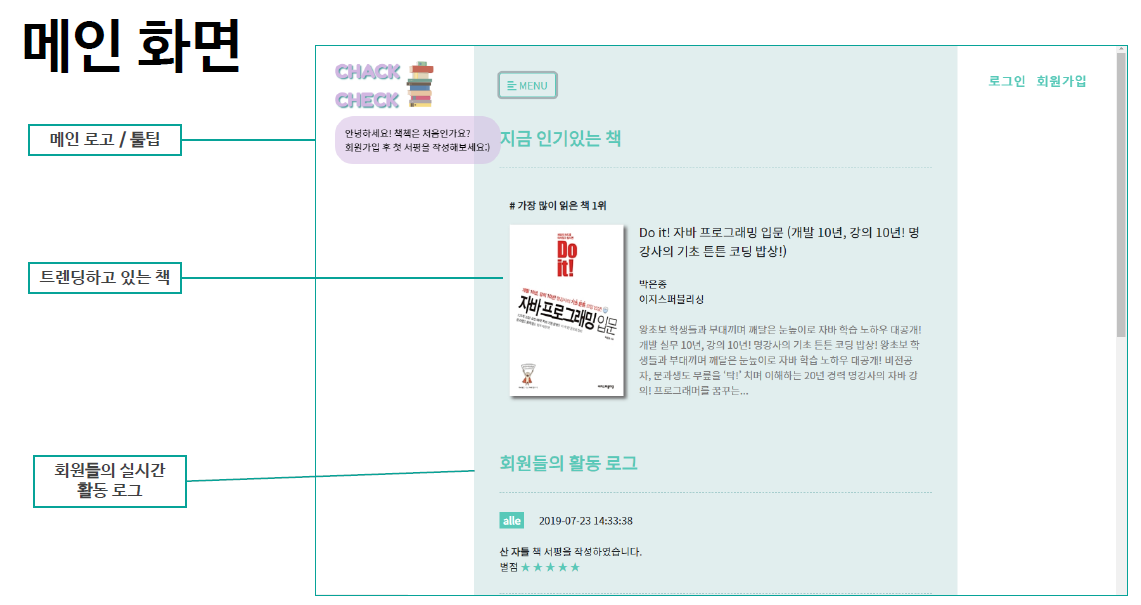 메인 화면
CHACK
CHECK
MENU
로그인 회원가입
메인 로고 / 툴팁
안녕하세요! 책첵은 처음인가요?
회원가입 후 첫 서평을 작성해보세요:)
지금 인기있는 책
# 가장 많이 읽은 책 1위
트렌딩하고 있는 책
Do
it!
자바 프로그래밍 입문
Do it! 자바 프로그래밍 입문 (개발 10년, 강의 10년! 명
강사의 기초 튼튼 코딩 밥상!)
박은종
이지스퍼블리싱
왕초보 학생들과 부대끼며 깨달은 눈높이로 자바 학습 노하우 대공개!
개발 실무 10년, 강의 10년! 명강사의 기초 튼튼 코딩 밥상! 왕초보 학
생들과 부대끼며 깨달은 눈높이로 자바 학습 노하우 대공개! 비전공
자, 문과생도 무릎을 '탁!' 치며 이해하는 20년 경력 명강사의 자바 강
의! 프로그래머를 꿈꾸는...
회원들의 실시간
활동 로그
회원들의 활동 로그
alle 2019-07-23 14:33:38
산 자들 책 서평을 작성하였습니다.
별점 ★ ★ ★ ★ ★